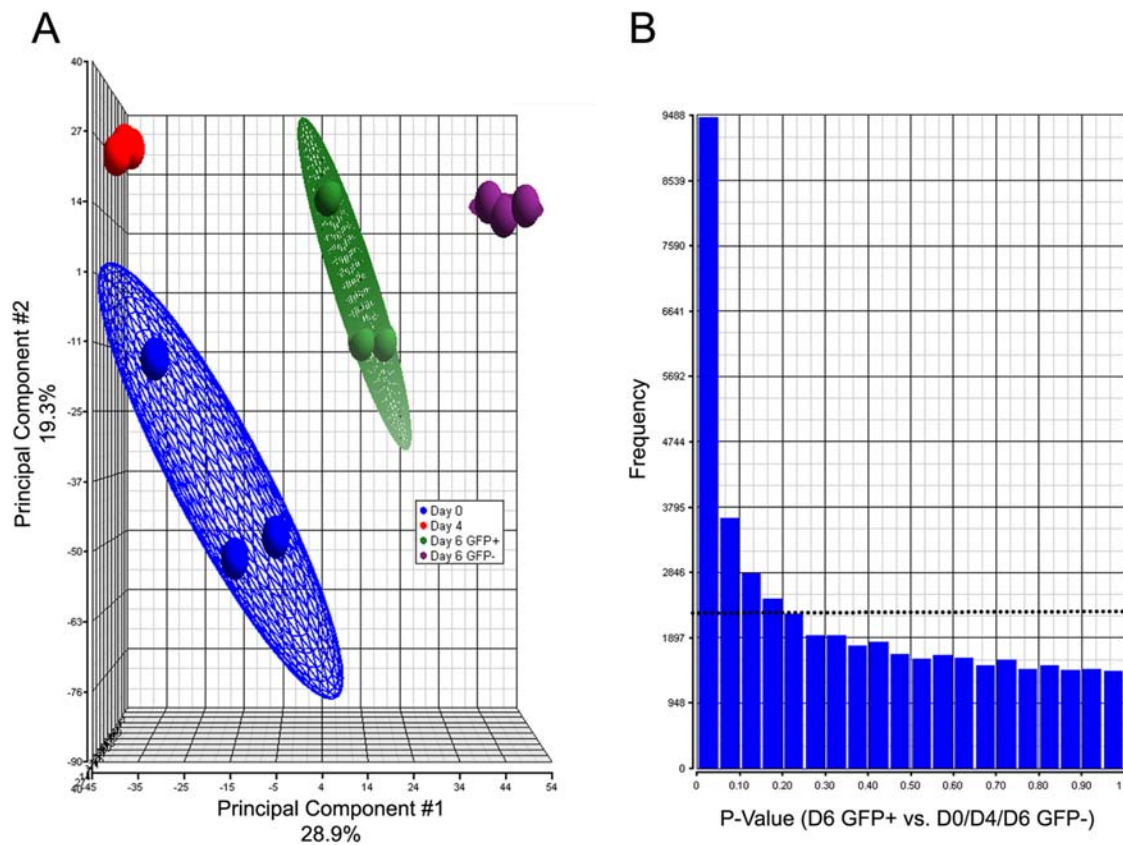 A
B
40
27
14
1
-11
-25
-37
-50
-63
-76
-90
Principal Component #2
19.3%
Day 0
Day 4
Day 6 GFP+
Day 6 GFP-
-45 -35 -25 -15 -5 4 14 24 34 44 54
Principal Component #1
28.9%
9488
8539
7590
6641
5692
4744
3795
2846
1897
948
0
Frequency
0 0.10 0.20 0.30 0.40 0.50 0.60 0.70 0.80 0.90 1
P-Value (D6 GFP+ vs. D0/D4/D6 GFP-)